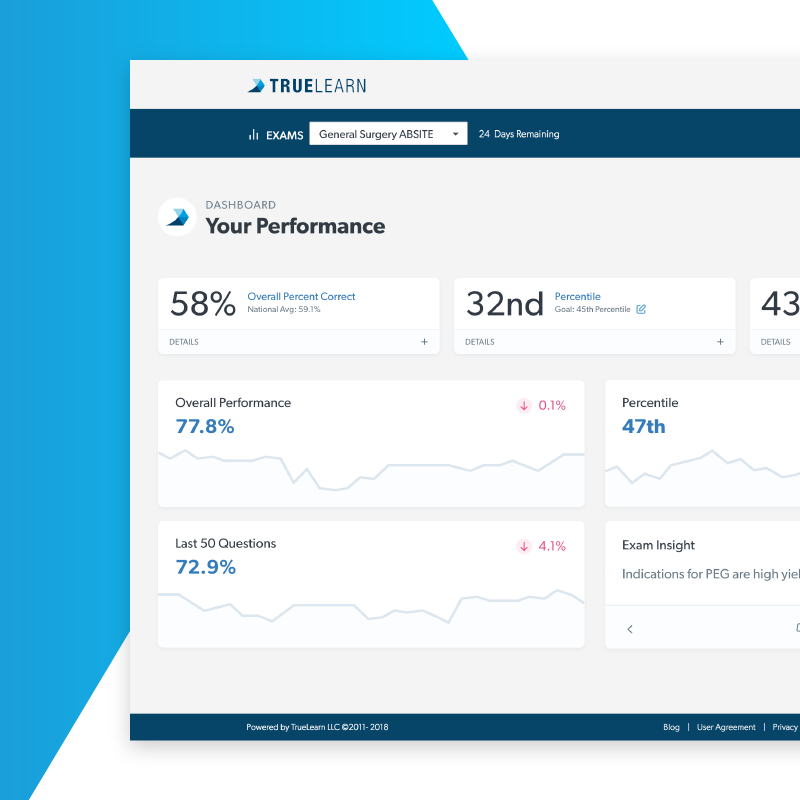 TRUELEARN
EXAMS General Surgery ABSITE 24 Days Remaining
DASHBOARD
Your Performance
58% Overall Percent Correct
National Avg: 59.1%
32nd Percentile
Goal: 45th Percentile
43
DETAILS +
DETAILS +
DETAILS
Overall Performance
0.1%
77.8%
Percentile
47th
Last 50 Questions
4.1%
72.9%
Exam Insight
Indications for PEG are high yiel
Powered by TrueLearn LLC ©2011- 2018
Blog | User Agreement | Privacy